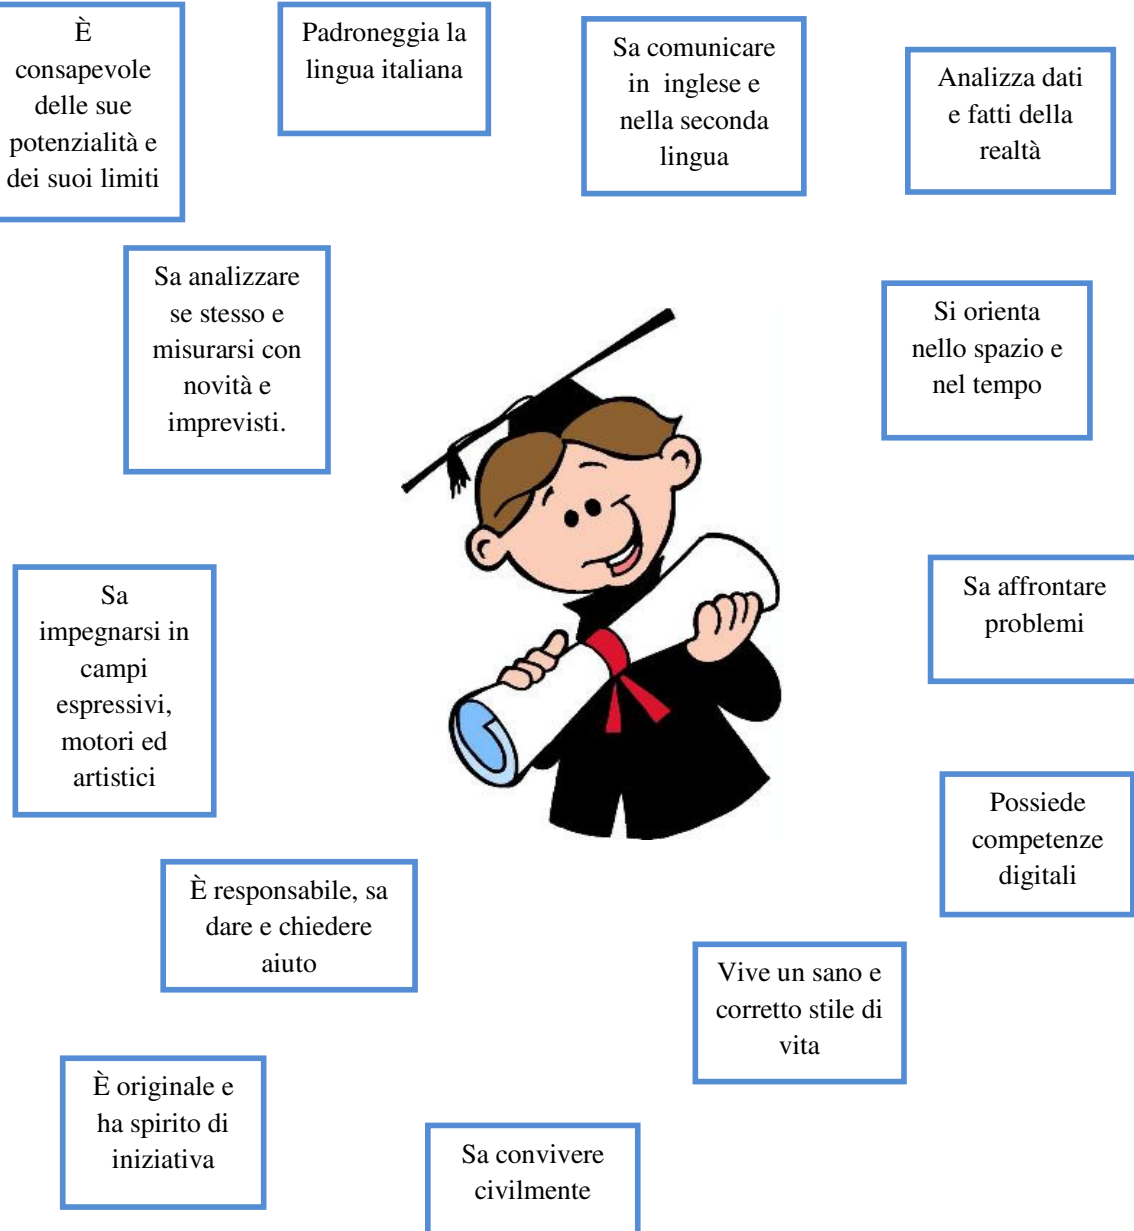 È
consapevole
delle sue
potenzialità e
dei suoi limiti
Padroneggia la
lingua italiana
Sa comunicare
in inglese e
nella seconda
lingua
Analizza dati
e fatti della
realtà
Sa analizzare
se stesso e
misurarsi con
novità e
imprevisti.
Si orienta
nello spazio e
nel tempo
Sa
impegnarsi in
campi
espressivi,
motori ed
artistici
Sa affrontare
problemi
Possiede
competenze
digitali
È responsabile, sa
dare e chiedere
aiuto
Vive un sano e
corretto stile di
vita
È originale e
ha spirito di
iniziativa
Sa convivere
civilmente